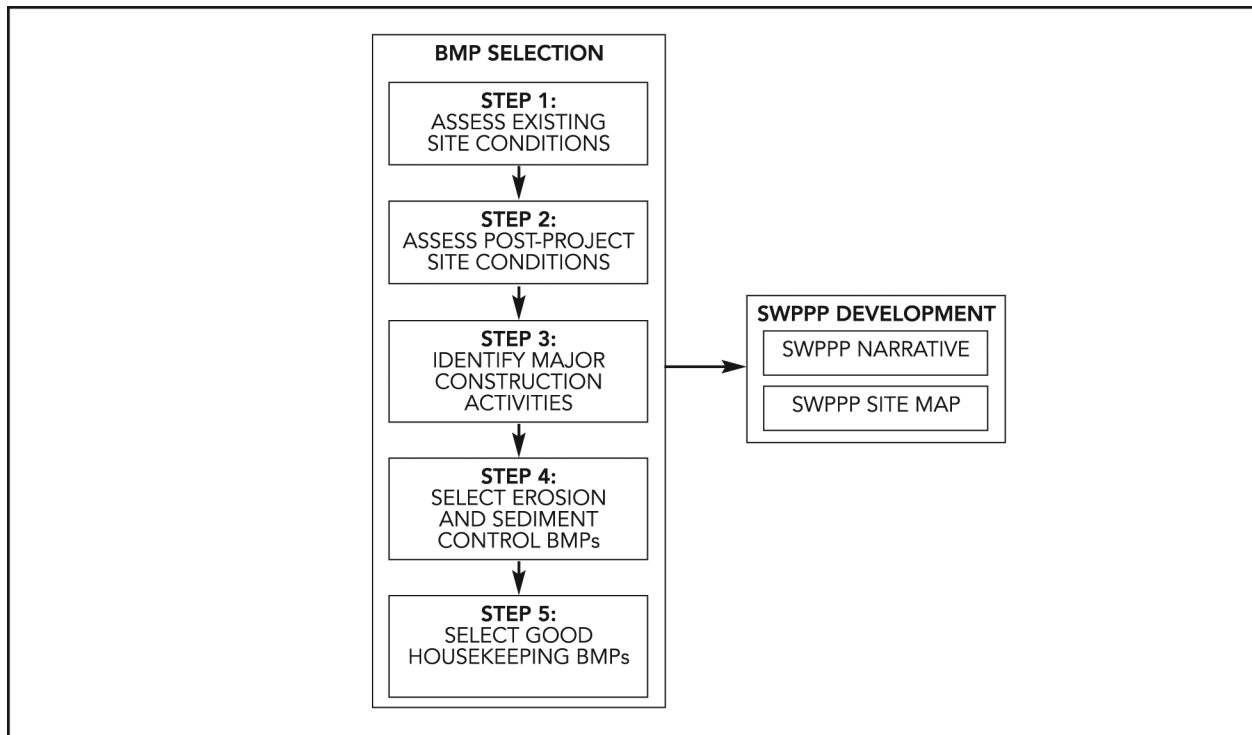 BMP SELECTION
STEP 1:
ASSESS EXISTING
SITE CONDITIONS
STEP 2:
ASSESS POST-PROJECT
SITE CONDITIONS
STEP 3:
IDENTIFY MAJOR
CONSTRUCTION
ACTIVITIES
STEP 4:
SELECT EROSION
AND SEDIMENT
CONTROL BMPs
STEP 5:
SELECT GOOD
HOUSEKEEPING BMPs
SWPPP DEVELOPMENT
SWPPP NARRATIVE
SWPPP SITE MAP